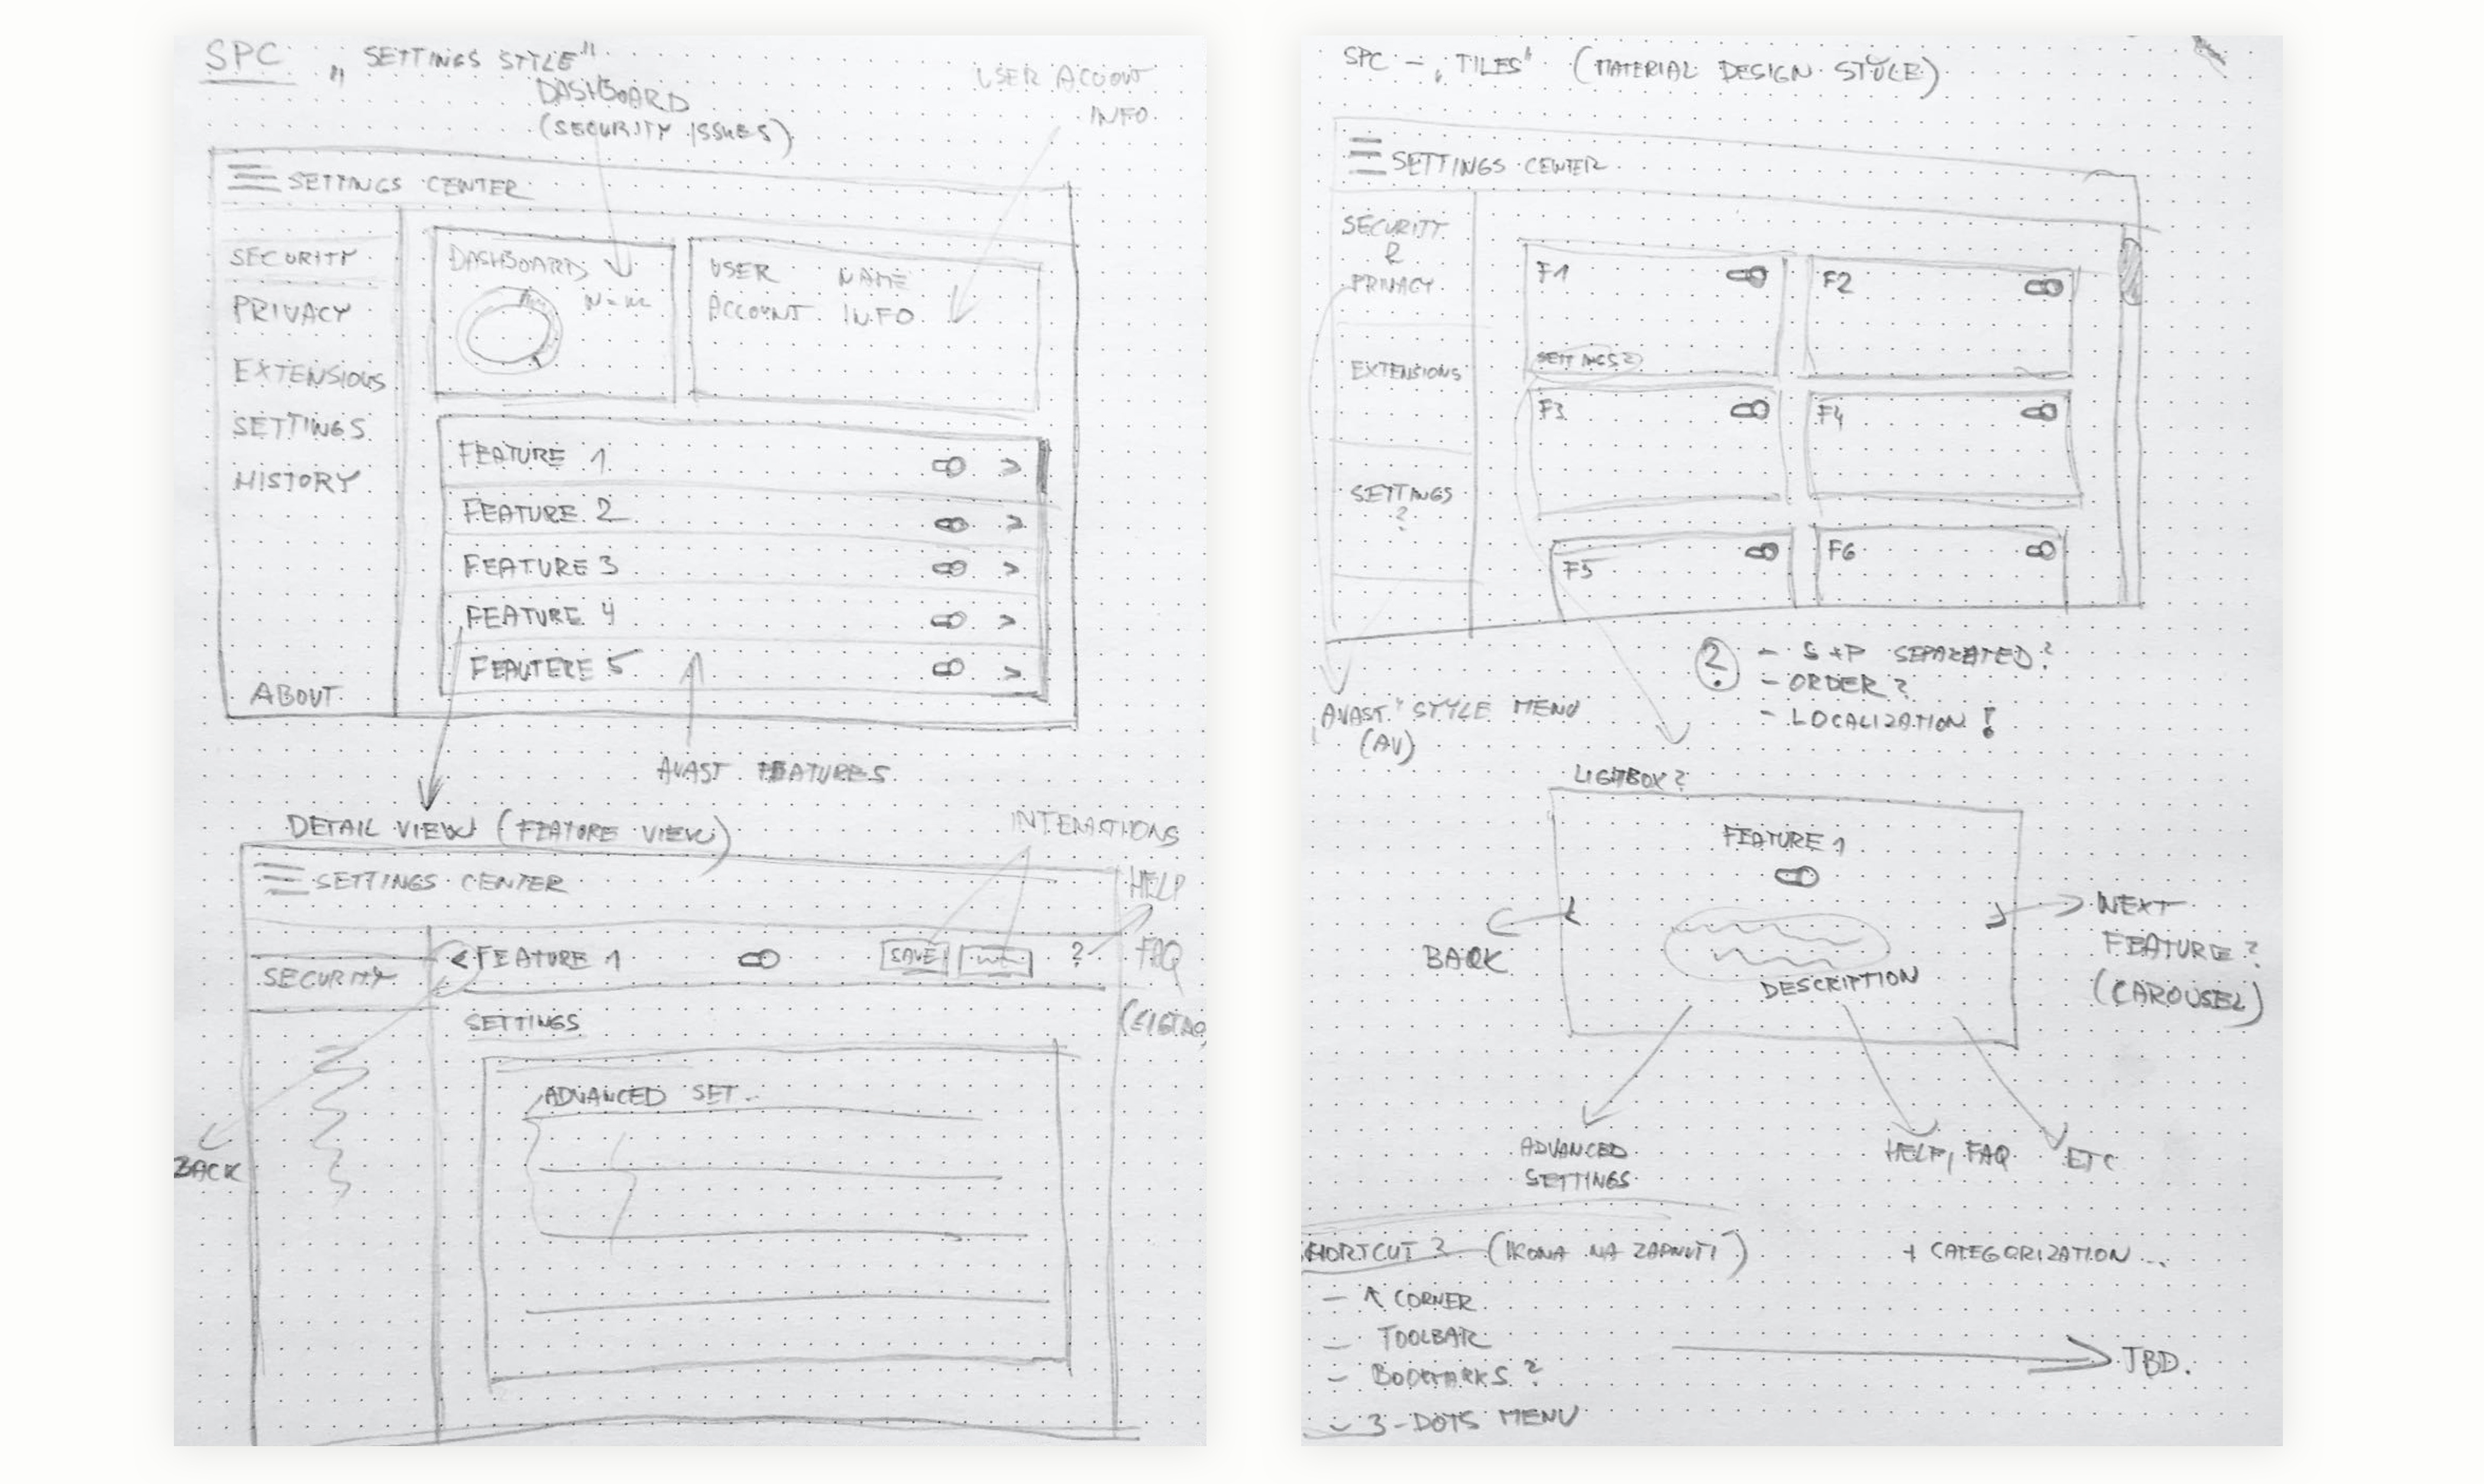 SPC „ SETTINGS STYLE"
DASHBOARD
(SECURITY ISSUES)
USER ACCOUNT
INFO
SETTINGS CENTER
SECURITY
PRIVACY
EXTENSIONS
SETTINGS
HISTORY
ABOUT
DASHBOARD
USER NAME
ACCOUNT INFO
FEATURE 1 >
FEATURE 2 >
FEATURE 3 >
FEATURE 4 >
FEAUTERE 5 >
AVAST FEATURES
DETAIL VIEW (FEATURE VIEW)
INTERACTIONS
SETTINGS CENTER
HELP
FAQ
SECURITY
< FEATURE 1 SAVE ?
SETTINGS
ADVANCED SET..
BACK
SPC - „TILES" (MATERIAL DESIGN STYLE)
SETTINGS CENTER
SECURITY
&
PRIVACY
EXTENSIONS
SETTINGS
?
F1
SETTINGS?
F2
F3
F4
F5
F6
? - S + P SEPARATED?
- ORDER?
- LOCALIZATION!
„AVAST" STYLE MENU
(AV)
LIGHTBOX?
FEATURE 1
DESCRIPTION
BACK
NEXT
FEATURE?
(CAROUSEL)
ADVANCED
SETTINGS
HELP, FAQ
ETC
SHORTCUT? (IKONA NA ZAPNUTÍ)
- ↖ CORNER
- TOOLBAR
- BOOKMARKS?
- 3-DOTS MENU
+ CATEGORIZATION...
TBD.